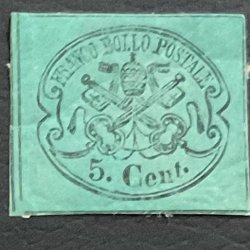 FRANCO BOLLO POSTALE
5. Cent.